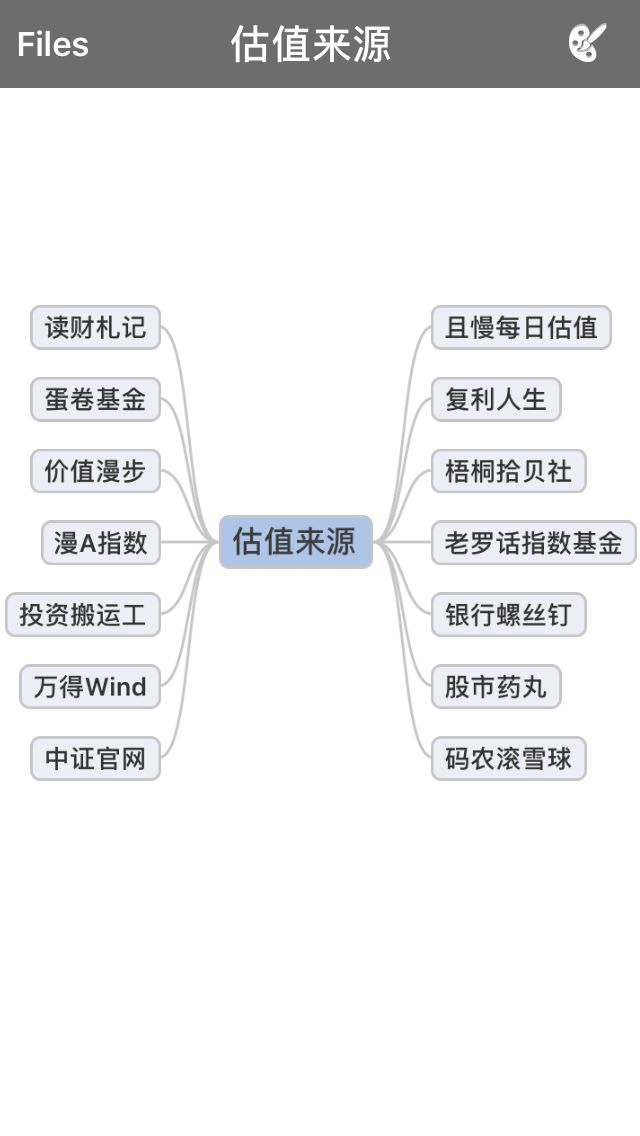 Files
估值来源
读财札记
蛋卷基金
价值漫步
漫A指数
投资搬运工
万得Wind
中证官网
估值来源
且慢每日估值
复利人生
梧桐拾贝社
老罗话指数基金
银行螺丝钉
股市药丸
码农滚雪球